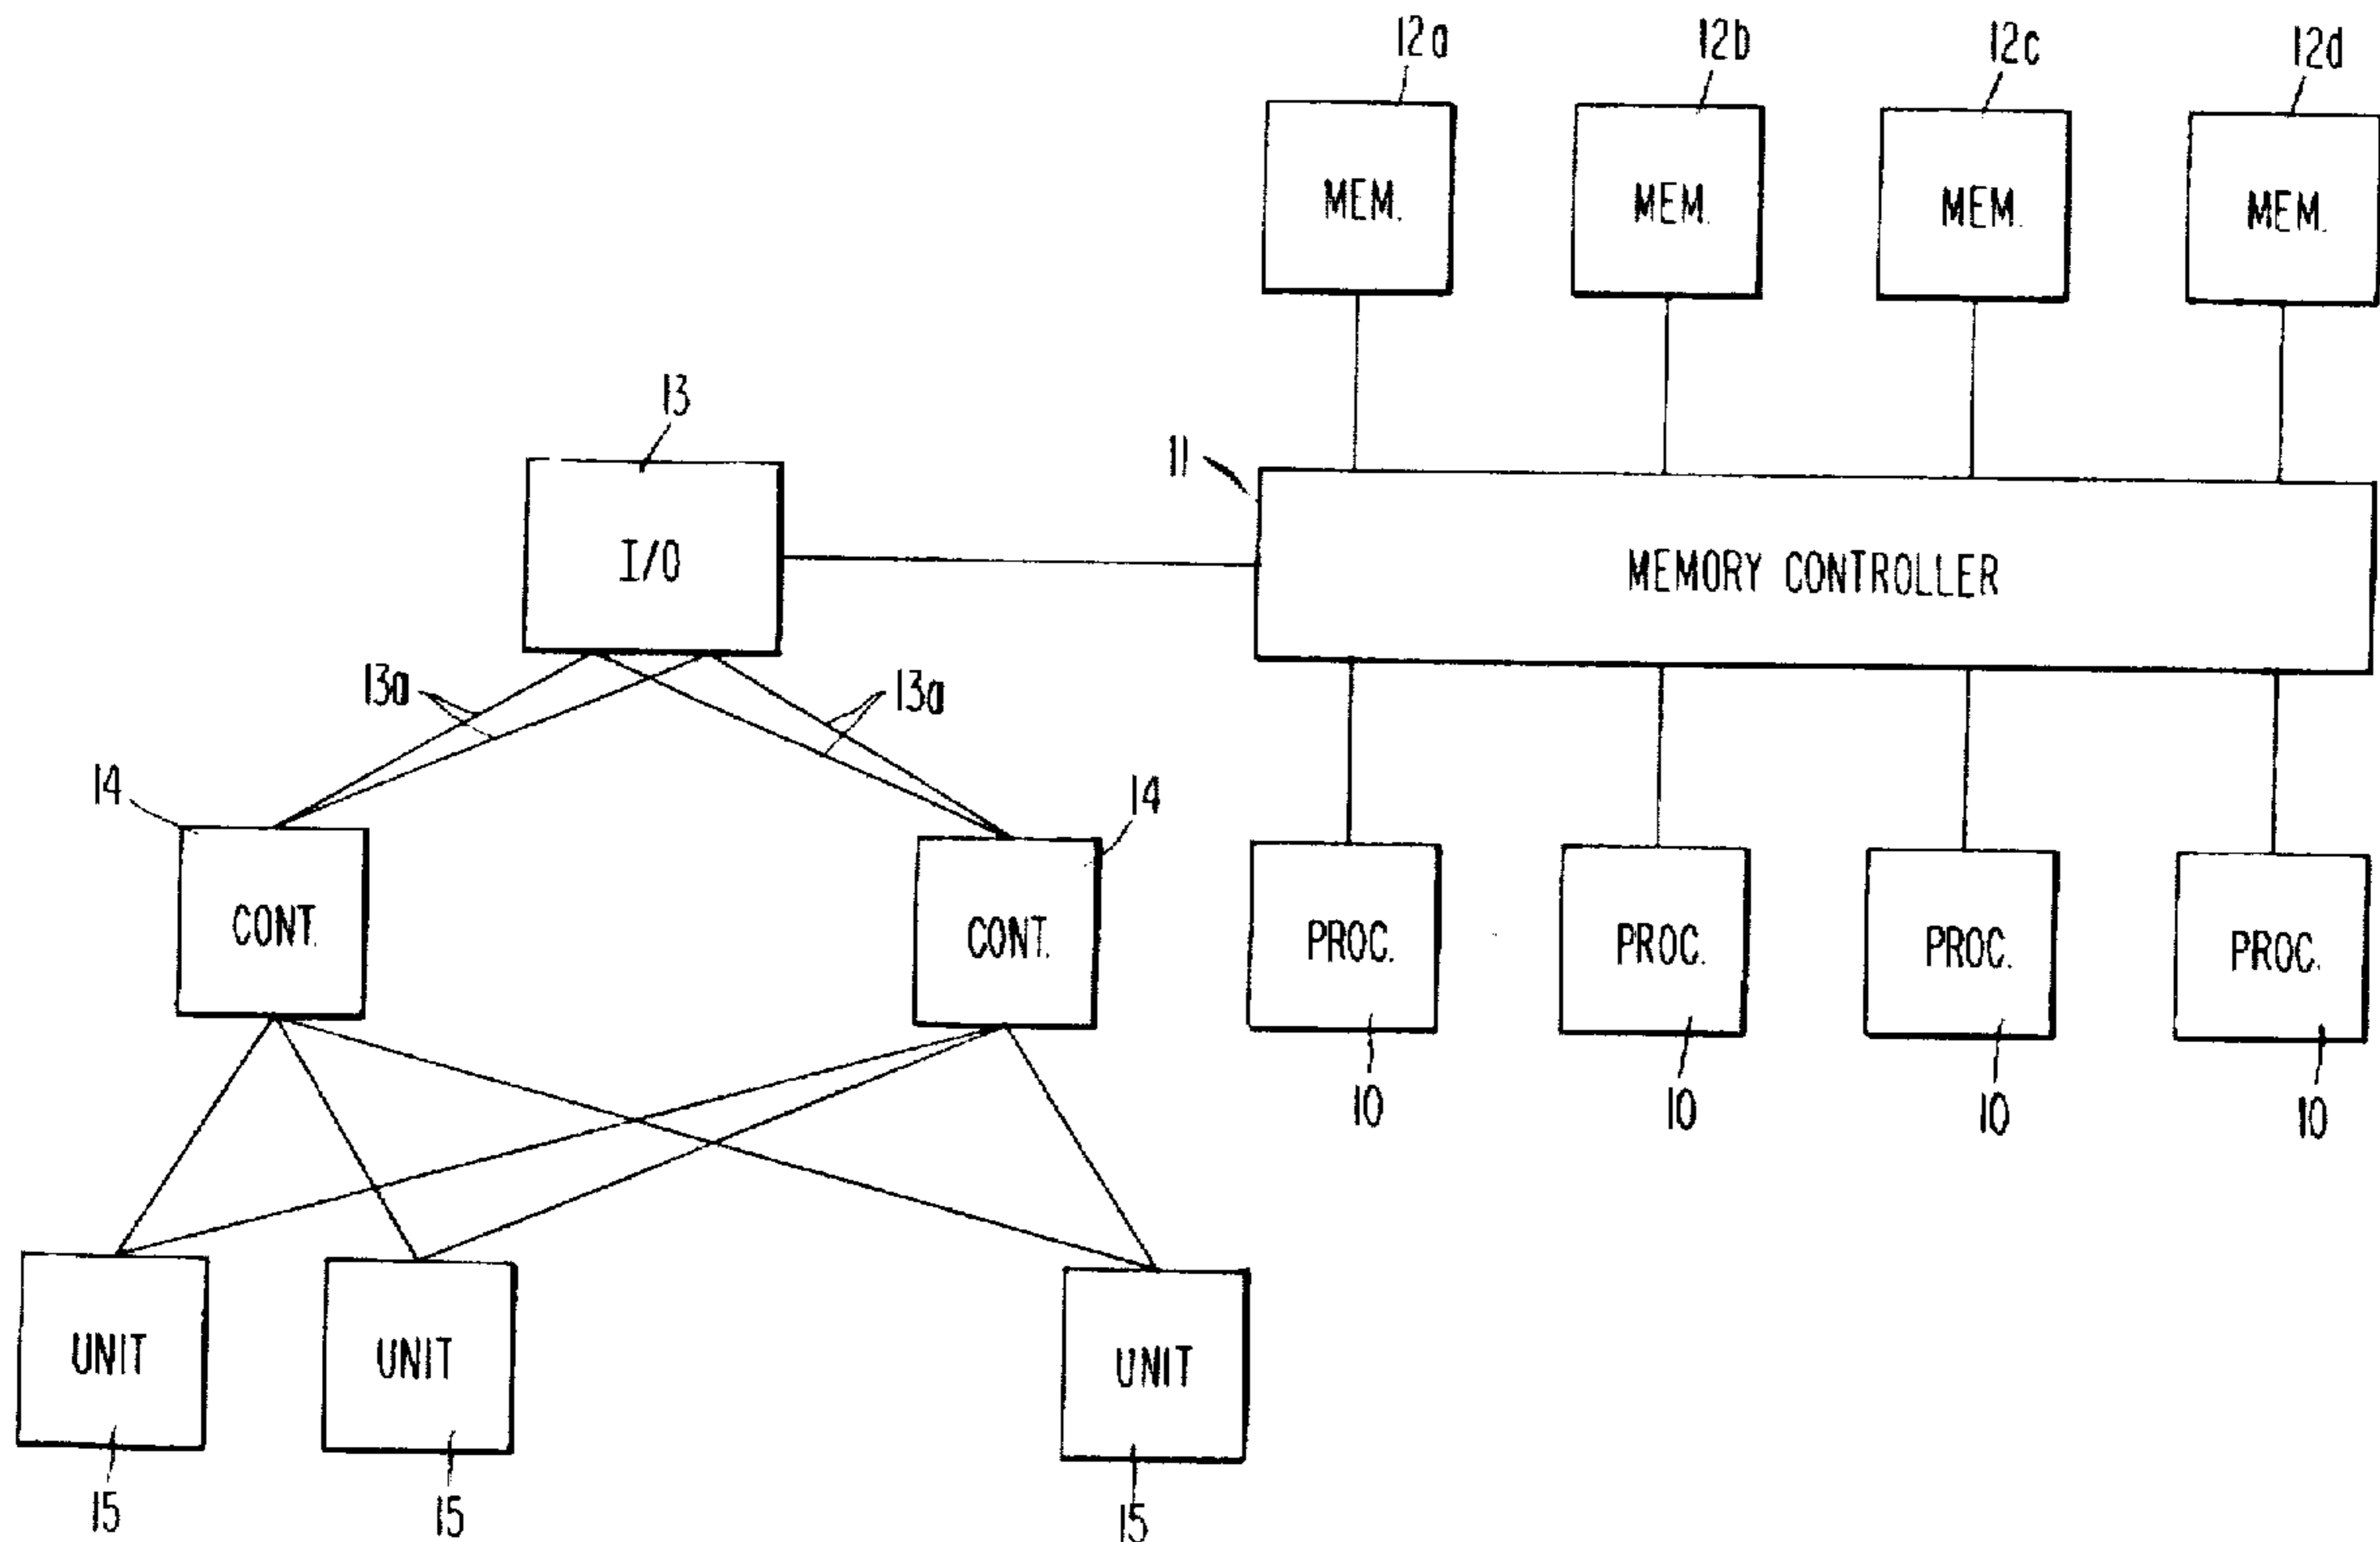 12a 12b 12c 12d
MEM. MEM. MEM. MEM.
13
11
I/O
MEMORY CONTROLLER
13a 13a
14
14
CONT.
CONT.
PROC. PROC. PROC. PROC.
10 10 10 10
UNIT UNIT UNIT
15 15 15